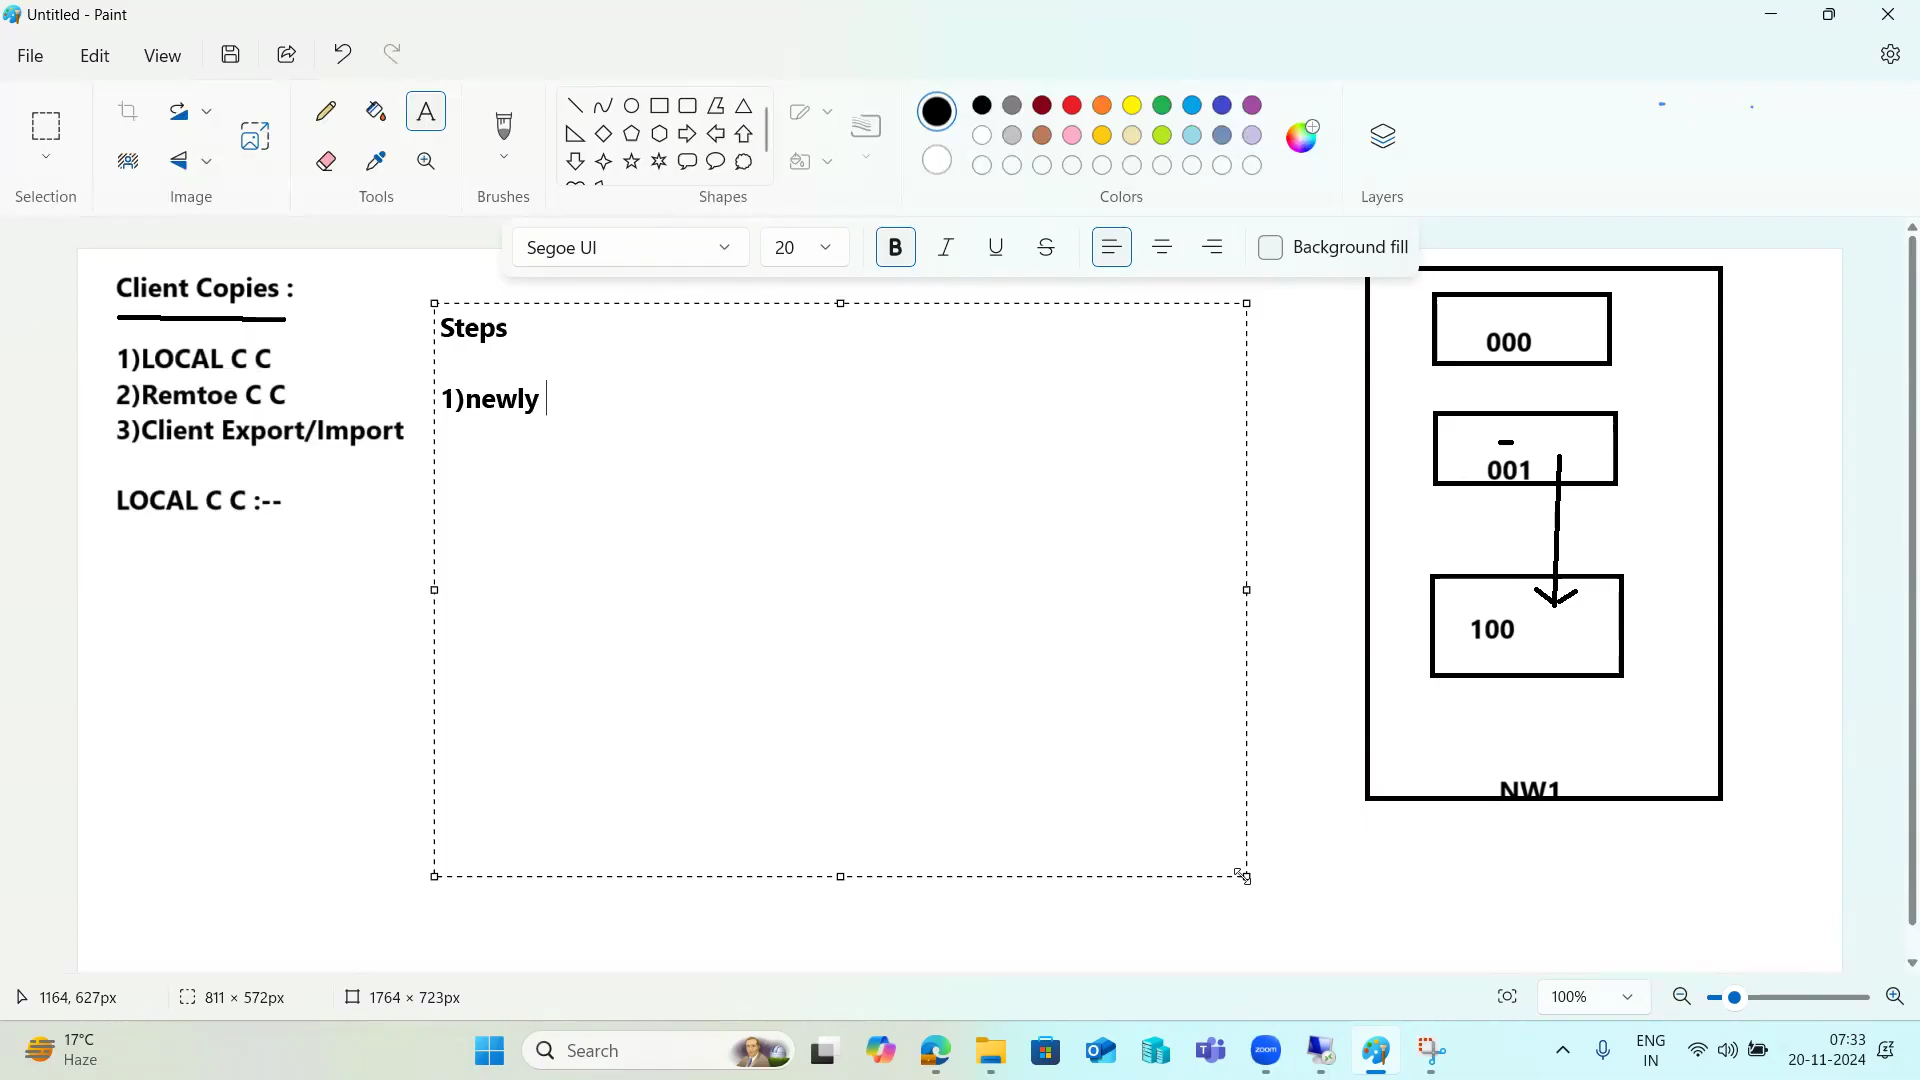 Untitled - Paint
File Edit View
Selection
Image
Tools
Brushes
Shapes
Colors
Layers
Segoe UI
20
B I U S
Background fill
Client Copies :
1)LOCAL C C
2)Remtoe C C
3)Client Export/Import
LOCAL C C :--
Steps
1)newly
000
001
100
NW1
1164, 627px
811 × 572px
1764 × 723px
100%
17°C
Haze
Search
zoom
ENG
IN
07:33
20-11-2024